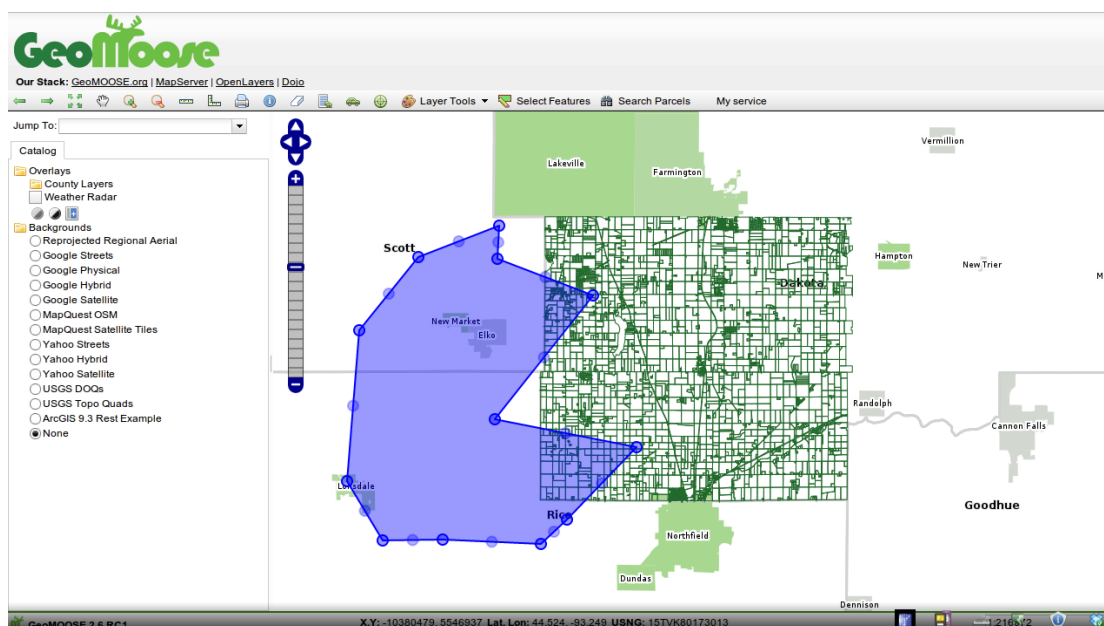 GeoMoose
Our Stack: GeoMOOSE.org | MapServer | OpenLayers | Dojo
Layer Tools Select Features Search Parcels My service
Jump To:
Catalog
Overlays
County Layers
Weather Radar
Backgrounds
Reprojected Regional Aerial
Google Streets
Google Physical
Google Hybrid
Google Satellite
MapQuest OSM
MapQuest Satellite Tiles
Yahoo Streets
Yahoo Hybrid
Yahoo Satellite
USGS DOQs
USGS Topo Quads
ArcGIS 9.3 Rest Example
None
Vermillion
Lakeville
Farmington
Scott
Hampton
New Trier
M
Dakota
New Market
Elko
Randolph
Cannon Falls
Lonsdale
Rice
Goodhue
Northfield
Dundas
Dennison
GeoMOOSE 2.6 RC1
X,Y: -10380479, 5546937 Lat, Lon: 44.524, -93.249 USNG: 15TVK80173013